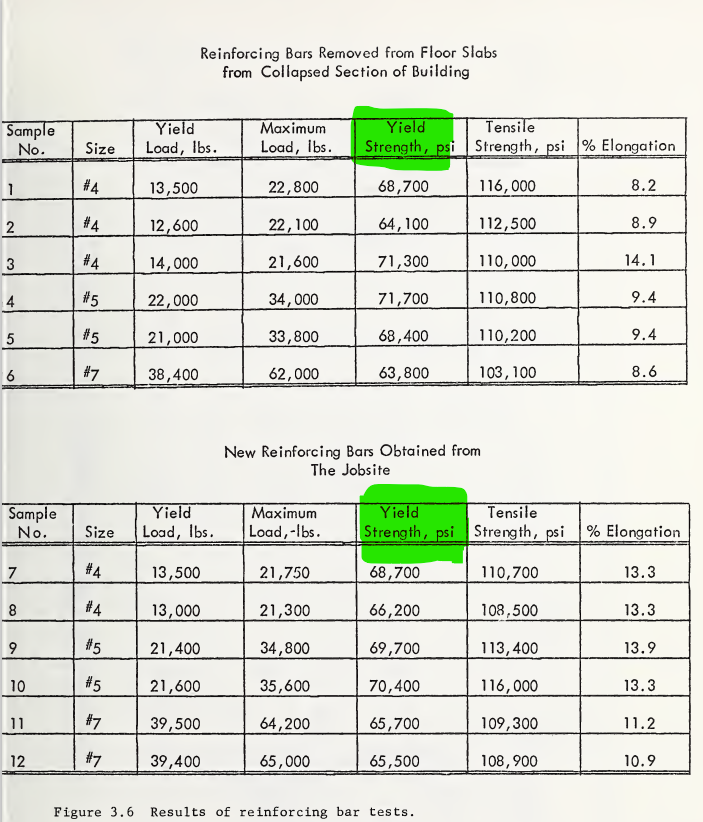 Reinforcing Bars Removed from Floor Slabs
from Collapsed Section of Building
Sample No. Size Yield Load, lbs. Maximum Load, lbs. Yield Strength, psi Tensile Strength, psi % Elongation
1 #4 13,500 22,800 68,700 116,000 8.2
2 #4 12,600 22,100 64,100 112,500 8.9
3 #4 14,000 21,600 71,300 110,000 14.1
4 #5 22,000 34,000 71,700 110,800 9.4
5 #5 21,000 33,800 68,400 110,200 9.4
6 #7 38,400 62,000 63,800 103,100 8.6
New Reinforcing Bars Obtained from
The Jobsite
Sample No. Size Yield Load, lbs. Maximum Load,-lbs. Yield Strength, psi Tensile Strength, psi % Elongation
7 #4 13,500 21,750 68,700 110,700 13.3
8 #4 13,000 21,300 66,200 108,500 13.3
9 #5 21,400 34,800 69,700 113,400 13.9
10 #5 21,600 35,600 70,400 116,000 13.3
11 #7 39,500 64,200 65,700 109,300 11.2
12 #7 39,400 65,000 65,500 108,900 10.9
Figure 3.6 Results of reinforcing bar tests.